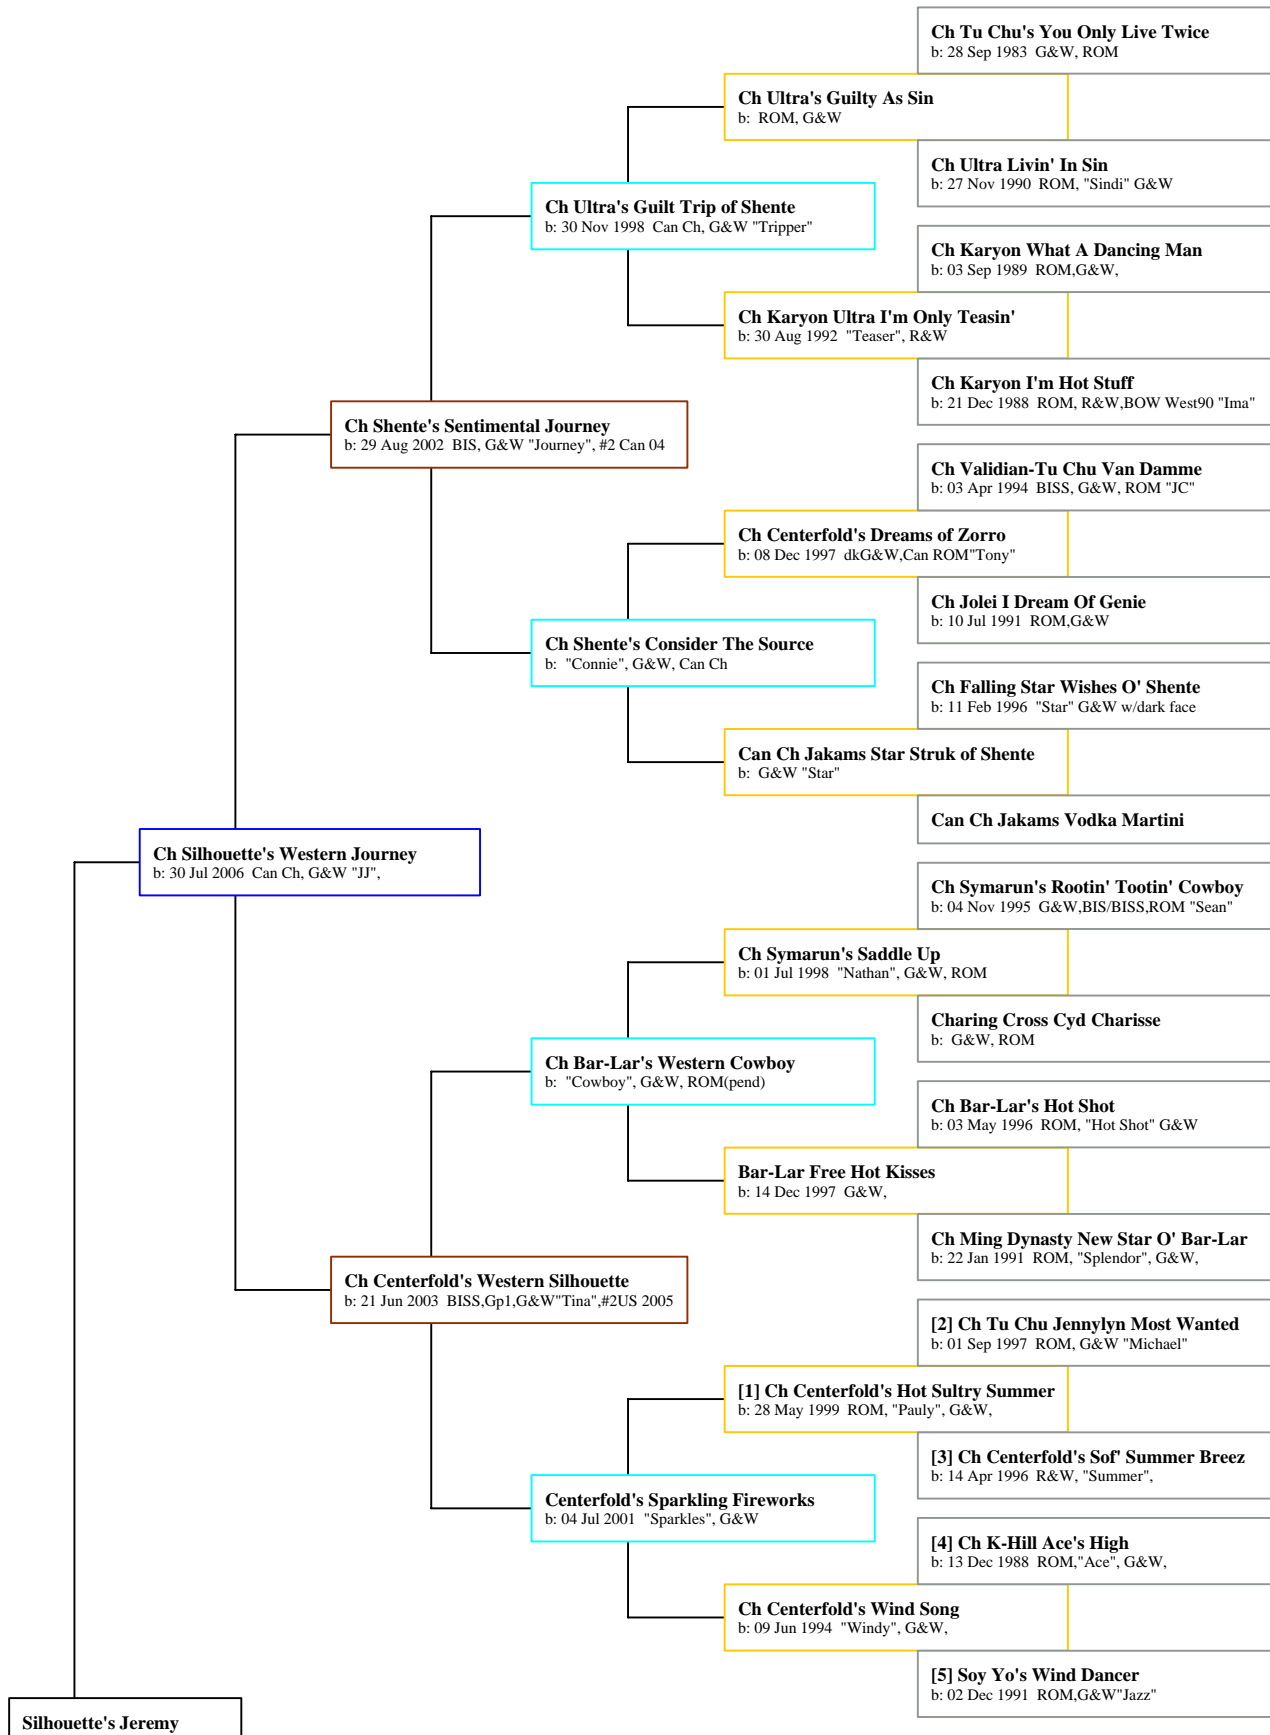 Ch Tu Chu's You Only Live Twice
b: 28 Sep 1983  G&W, ROM
Ch Ultra's Guilty As Sin
b:  ROM, G&W
Ch Ultra Livin' In Sin
b: 27 Nov 1990  ROM, "Sindi" G&W
Ch Ultra's Guilt Trip of Shente
b: 30 Nov 1998  Can Ch, G&W "Tripper"
Ch Karyon What A Dancing Man
b: 03 Sep 1989  ROM,G&W,
Ch Karyon Ultra I'm Only Teasin'
b: 30 Aug 1992  "Teaser", R&W
Ch Karyon I'm Hot Stuff
b: 21 Dec 1988  ROM, R&W,BOW West90 "Ima"
Ch Shente's Sentimental Journey
b: 29 Aug 2002  BIS, G&W "Journey", #2 Can 04
Ch Validian-Tu Chu Van Damme
b: 03 Apr 1994  BISS, G&W, ROM "JC"
Ch Centerfold's Dreams of Zorro
b: 08 Dec 1997  dkG&W,Can ROM"Tony"
Ch Jolei I Dream Of Genie
b: 10 Jul 1991  ROM,G&W
Ch Shente's Consider The Source
b:  "Connie", G&W, Can Ch
Ch Falling Star Wishes O' Shente
b: 11 Feb 1996  "Star" G&W w/dark face
Can Ch Jakams Star Struk of Shente
b:  G&W "Star"
Can Ch Jakams Vodka Martini
Ch Silhouette's Western Journey
b: 30 Jul 2006  Can Ch, G&W "JJ",
Ch Symarun's Rootin' Tootin' Cowboy
b: 04 Nov 1995  G&W,BIS/BISS,ROM "Sean"
Ch Symarun's Saddle Up
b: 01 Jul 1998  "Nathan", G&W, ROM
Charing Cross Cyd Charisse
b:  G&W, ROM
Ch Bar-Lar's Western Cowboy
b:  "Cowboy", G&W, ROM(pend)
Ch Bar-Lar's Hot Shot
b: 03 May 1996  ROM, "Hot Shot" G&W
Bar-Lar Free Hot Kisses
b: 14 Dec 1997  G&W,
Ch Ming Dynasty New Star O' Bar-Lar
b: 22 Jan 1991  ROM, "Splendor", G&W,
Ch Centerfold's Western Silhouette
b: 21 Jun 2003  BISS,Gp1,G&W"Tina",#2US 2005
[2] Ch Tu Chu Jennylyn Most Wanted
b: 01 Sep 1997  ROM, G&W "Michael"
[1] Ch Centerfold's Hot Sultry Summer
b: 28 May 1999  ROM, "Pauly", G&W,
[3] Ch Centerfold's Sof' Summer Breez
b: 14 Apr 1996  R&W, "Summer",
Centerfold's Sparkling Fireworks
b: 04 Jul 2001  "Sparkles", G&W
[4] Ch K-Hill Ace's High
b: 13 Dec 1988  ROM,"Ace", G&W,
Ch Centerfold's Wind Song
b: 09 Jun 1994  "Windy", G&W,
[5] Soy Yo's Wind Dancer
b: 02 Dec 1991  ROM,G&W"Jazz"
Silhouette's Jeremy